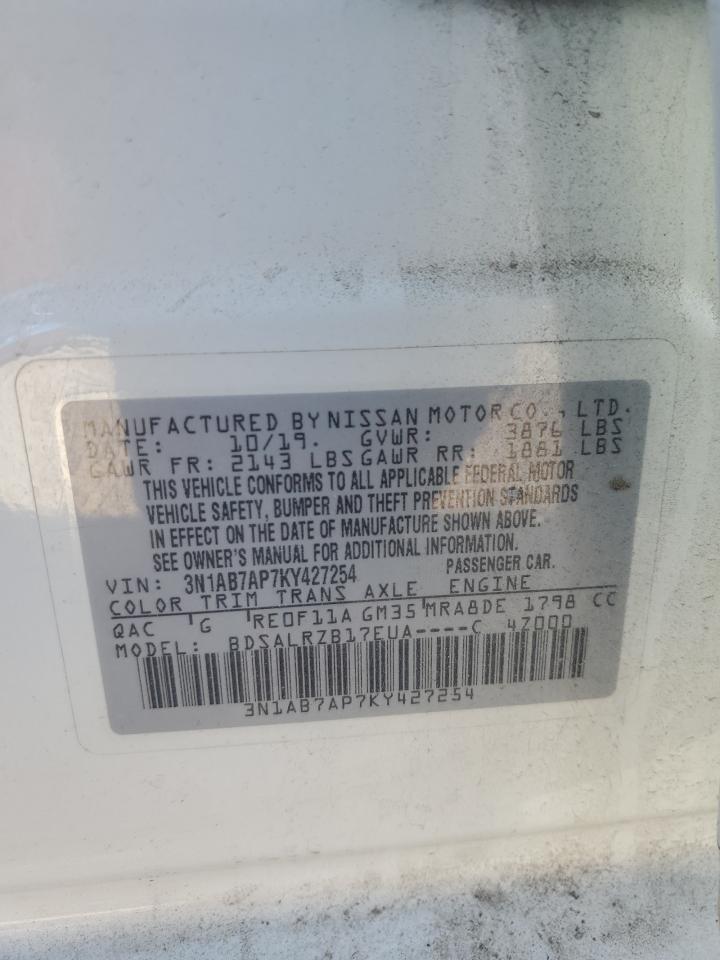 MANUFACTURED BY NISSAN MOTOR CO., LTD.
DATE: 10/19. GVWR: 3876 LBS
GAWR FR: 2143 LBS GAWR RR: 1881 LBS
THIS VEHICLE CONFORMS TO ALL APPLICABLE FEDERAL MOTOR
VEHICLE SAFETY, BUMPER AND THEFT PREVENTION STANDARDS
IN EFFECT ON THE DATE OF MANUFACTURE SHOWN ABOVE.
SEE OWNER'S MANUAL FOR ADDITIONAL INFORMATION.
VIN: 3N1AB7AP7KY427254 PASSENGER CAR.
COLOR TRIM TRANS AXLE ENGINE
QAC G RE0F11A GM35 MRA8DE 1798 CC
MODEL: BDSALRZB17EUA----C 47000
3N1AB7AP7KY427254